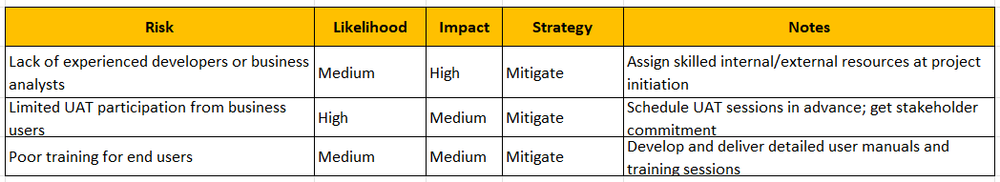 Risk Likelihood Impact Strategy Notes
Lack of experienced developers or business
analysts
Medium High Mitigate
Assign skilled internal/external resources at project
initiation
Limited UAT participation from business
users
High Medium Mitigate
Schedule UAT sessions in advance; get stakeholder
commitment
Poor training for end users Medium Medium Mitigate
Develop and deliver detailed user manuals and
training sessions